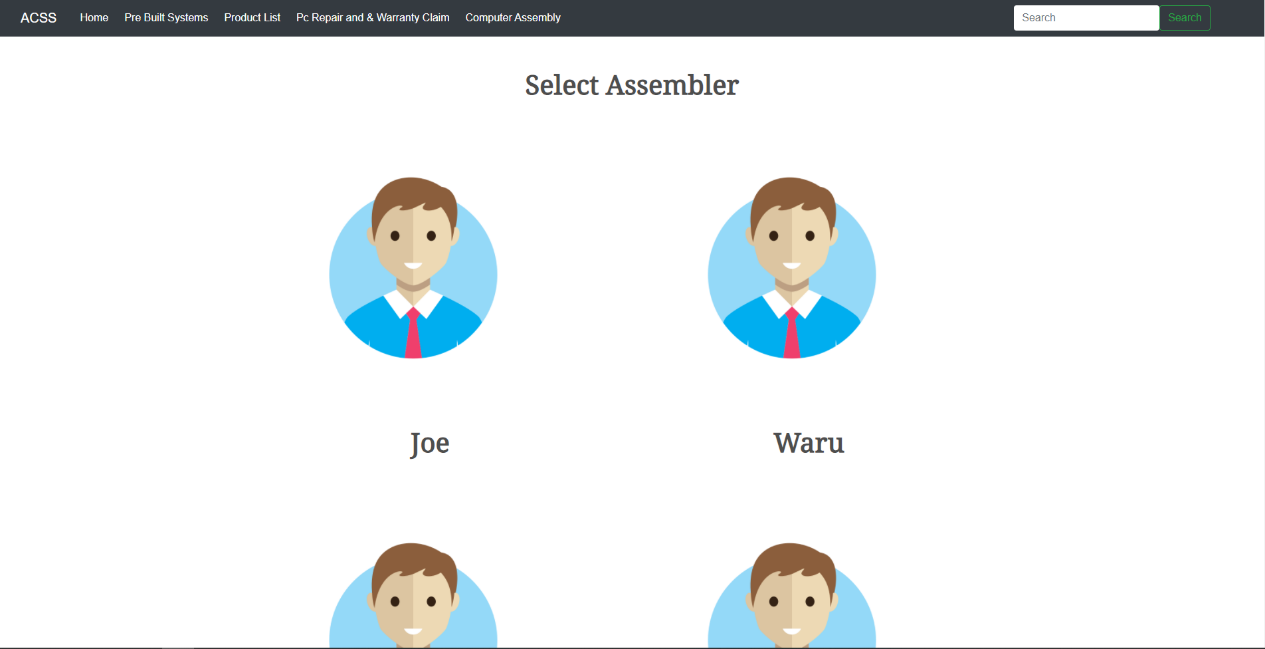 ACSS Home Pre Built Systems Product List Pc Repair and & Warranty Claim Computer Assembly Search Search
Select Assembler
Joe Waru